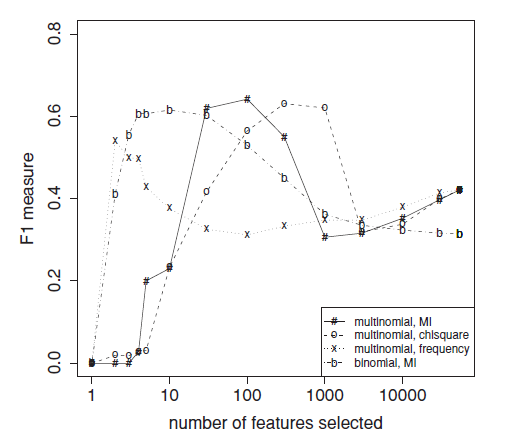 0.8
0.6
0.4
0.2
0.0
F1 measure
# multinomial, MI
o multinomial, chisquare
x multinomial, frequency
b binomial, MI
1 10 100 1000 10000
number of features selected